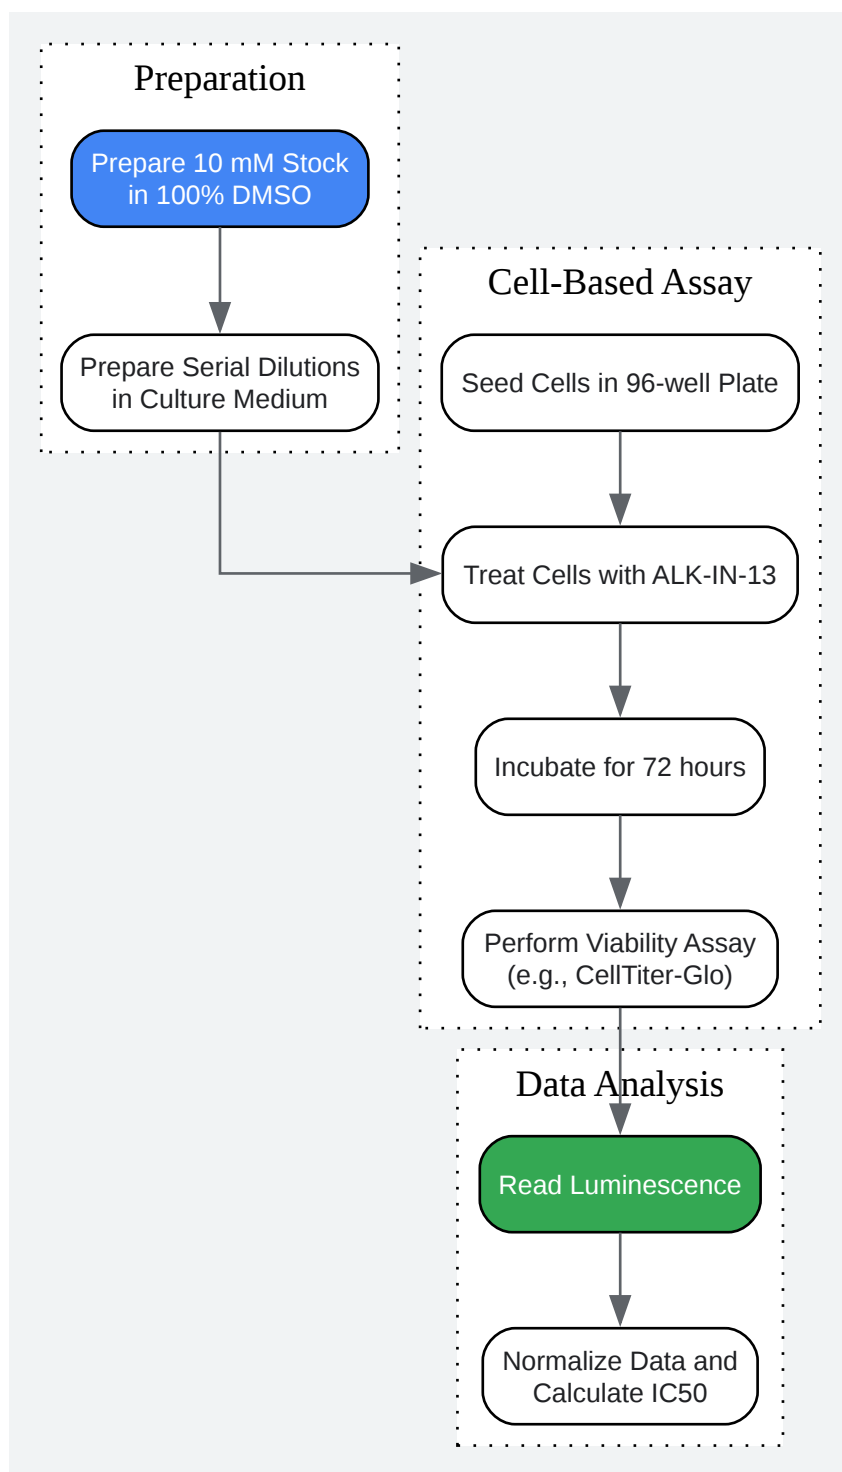 Preparation
Prepare 10 mM Stock
in 100% DMSO
Prepare Serial Dilutions
in Culture Medium
Cell-Based Assay
Seed Cells in 96-well Plate
Treat Cells with ALK-IN-13
Incubate for 72 hours
Perform Viability Assay
(e.g., CellTiter-Glo)
Data Analysis
Read Luminescence
Normalize Data and
Calculate IC50